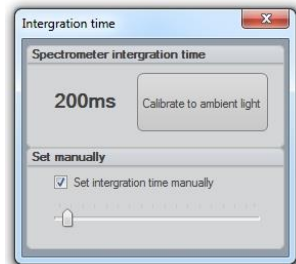 Intergration time
Spectrometer intergration time
200ms
Calibrate to ambient light
Set manually
Set intergration time manually